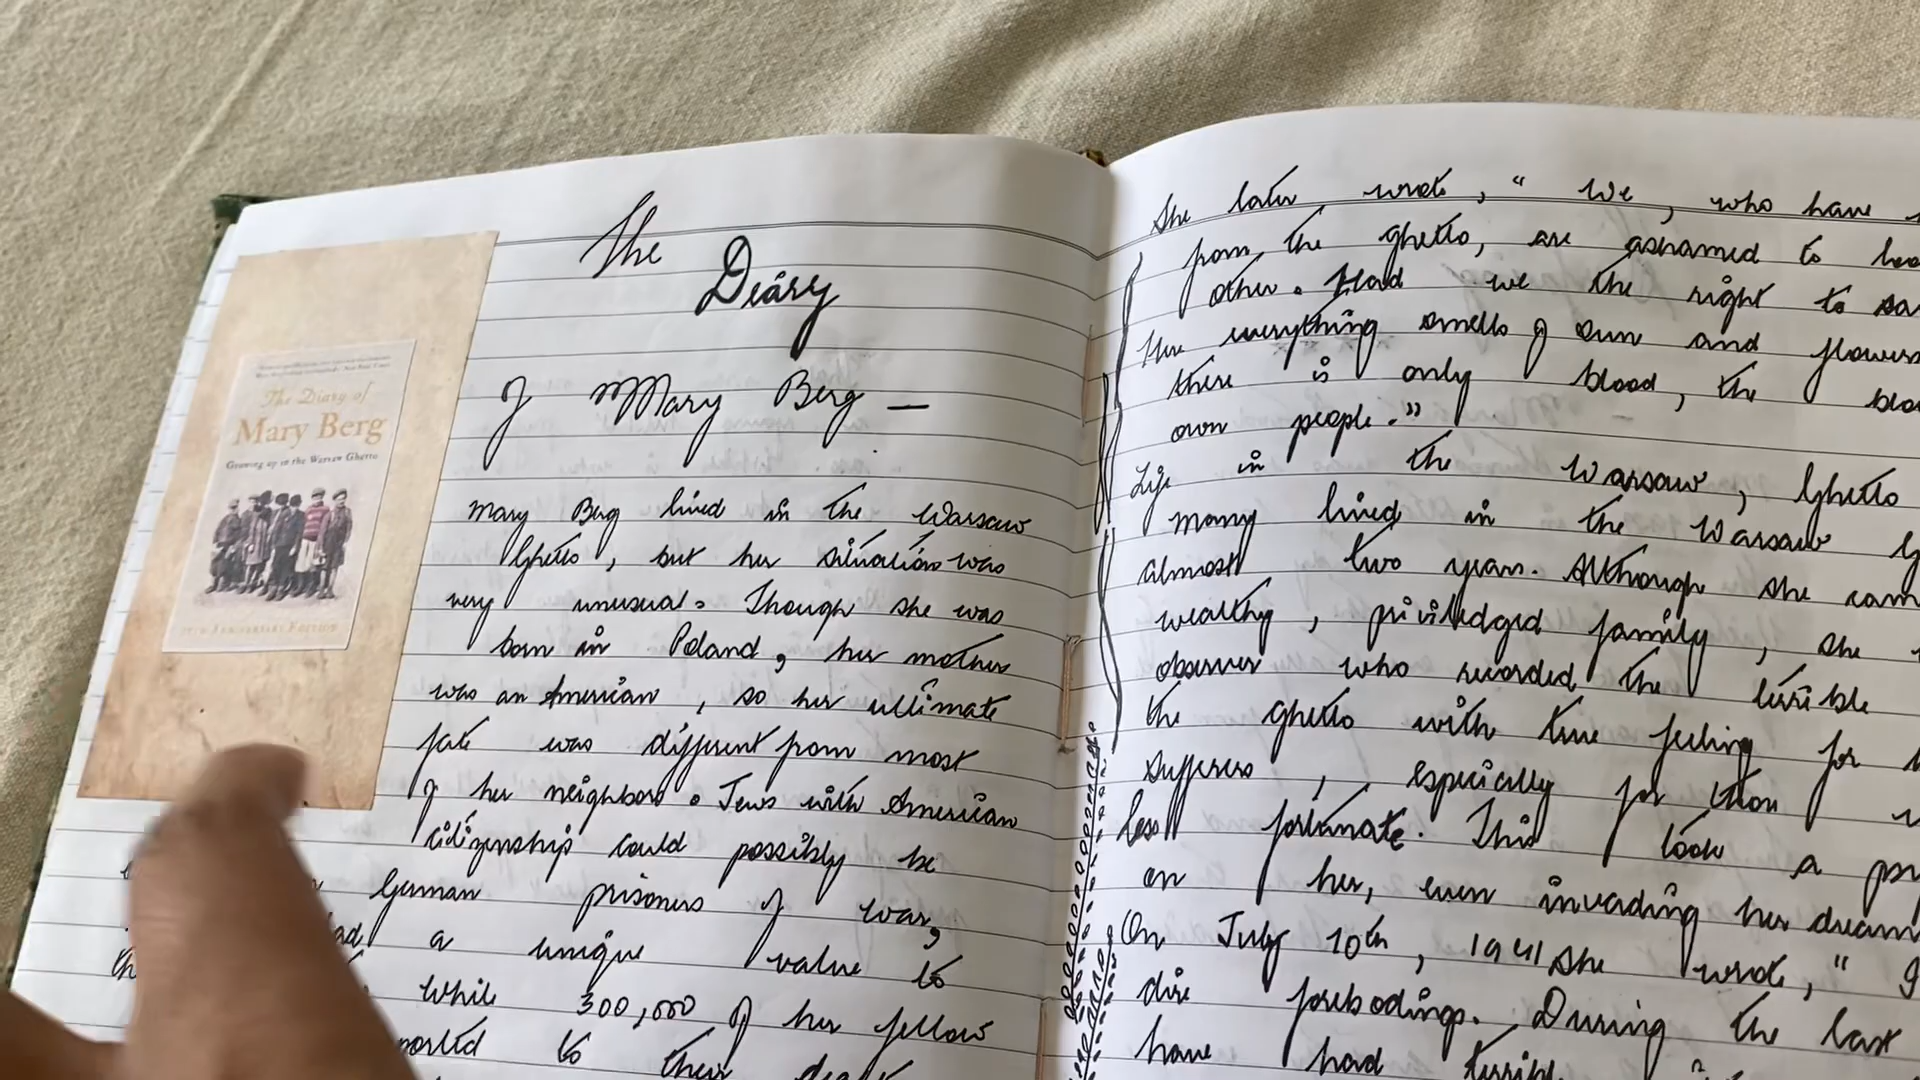 The Diary of
Mary Berg
Growing up in the Warsaw Ghetto
The
Diary
of Mary Berg —
Mary Berg lived in the Warsaw
Ghetto, but her situation was
very unusual. Though she was
born in Poland, her mother
was an American, so her ultimate
fate was different from most
of her neighbors. Jews with American
citizenship could possibly be
German prisoners of war,
had a unique value to
while 300,000 of her fellow
to their
She later wrote, " We, who have
from the ghetto, are ashamed to
other. Had we the right to
Here everything smells of sun and flowers
there is only blood, the
own people."
Life in the Warsaw, Ghetto
Mary lived in the Warsaw
almost two years. Although she came
wealthy, priviledged family, she
observer who recorded the terrible
the ghetto with true feeling for
sufferers, especially for those
less fortunate. This took a
on her, even invading her dream
On July 10th, 1941 she wrote, "
dire forebodings. During the last
have had terrible